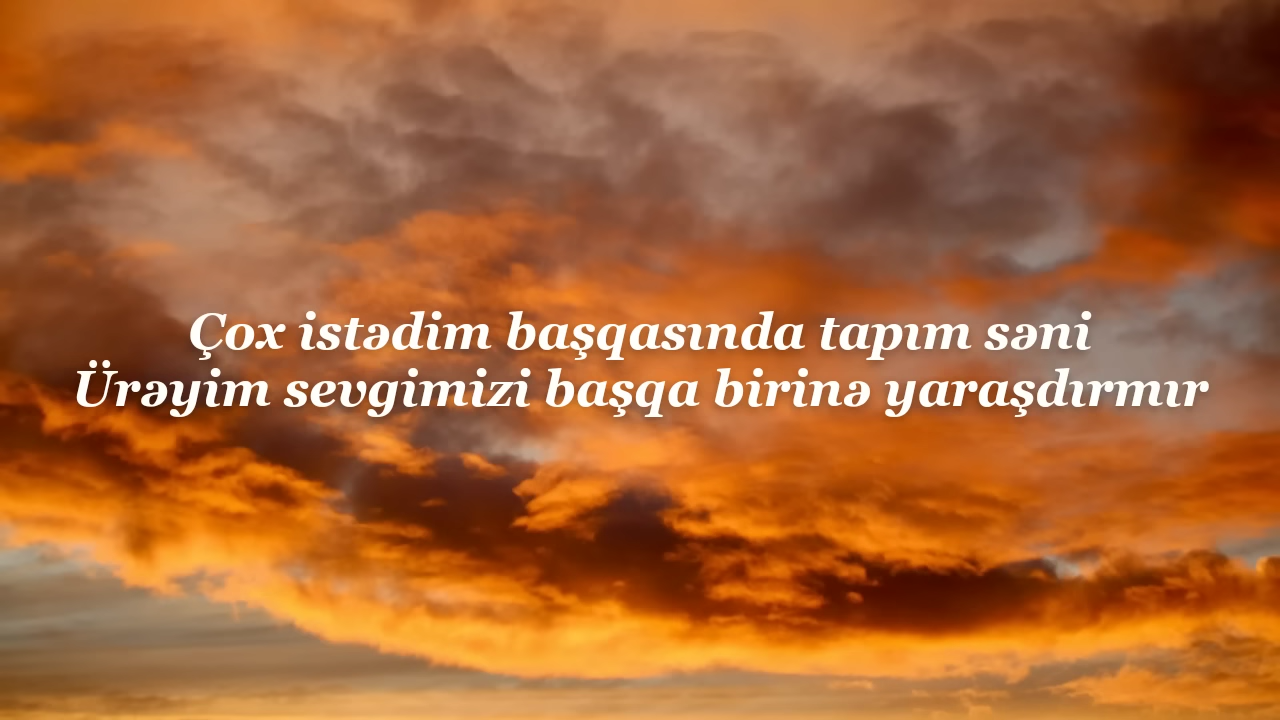 Çox istədim başqasında tapım səni
Ürəyim sevgimizi başqa birinə yaraşdırmır